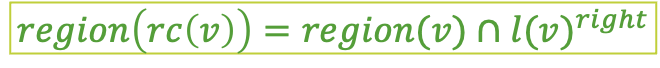 region(rc(v)) = region(v) ∩ l(v)^right